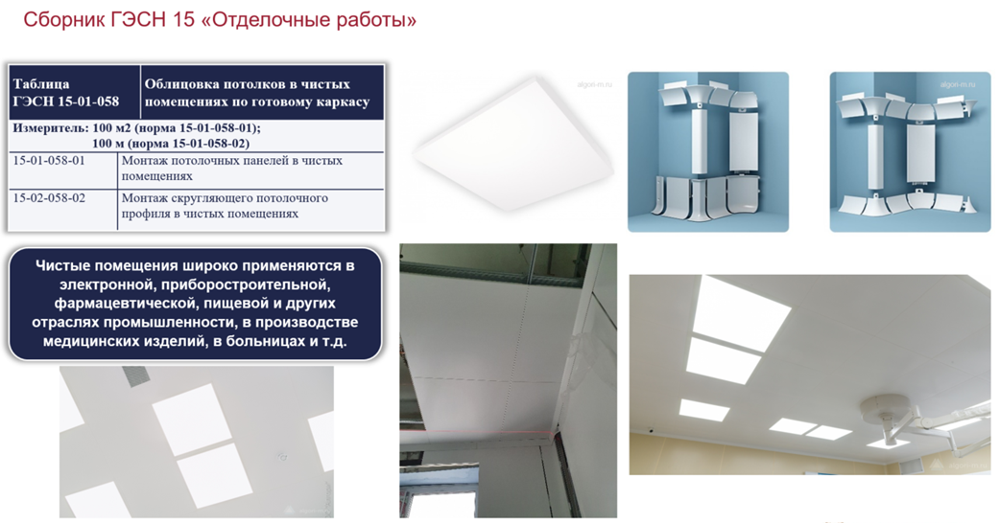 Сборник ГЭСН 15 «Отделочные работы»
Таблица
ГЭСН 15-01-058
Облицовка потолков в чистых
помещениях по готовому каркасу
Измеритель: 100 м2 (норма 15-01-058-01);
100 м (норма 15-01-058-02)
15-01-058-01
Монтаж потолочных панелей в чистых
помещениях
15-02-058-02
Монтаж скругляющего потолочного
профиля в чистых помещениях
algori-m.ru
algori-m.ru
Чистые помещения широко применяются в
электронной, приборостроительной,
фармацевтической, пищевой и других
отраслях промышленности, в производстве
медицинских изделий, в больницах и т.д.